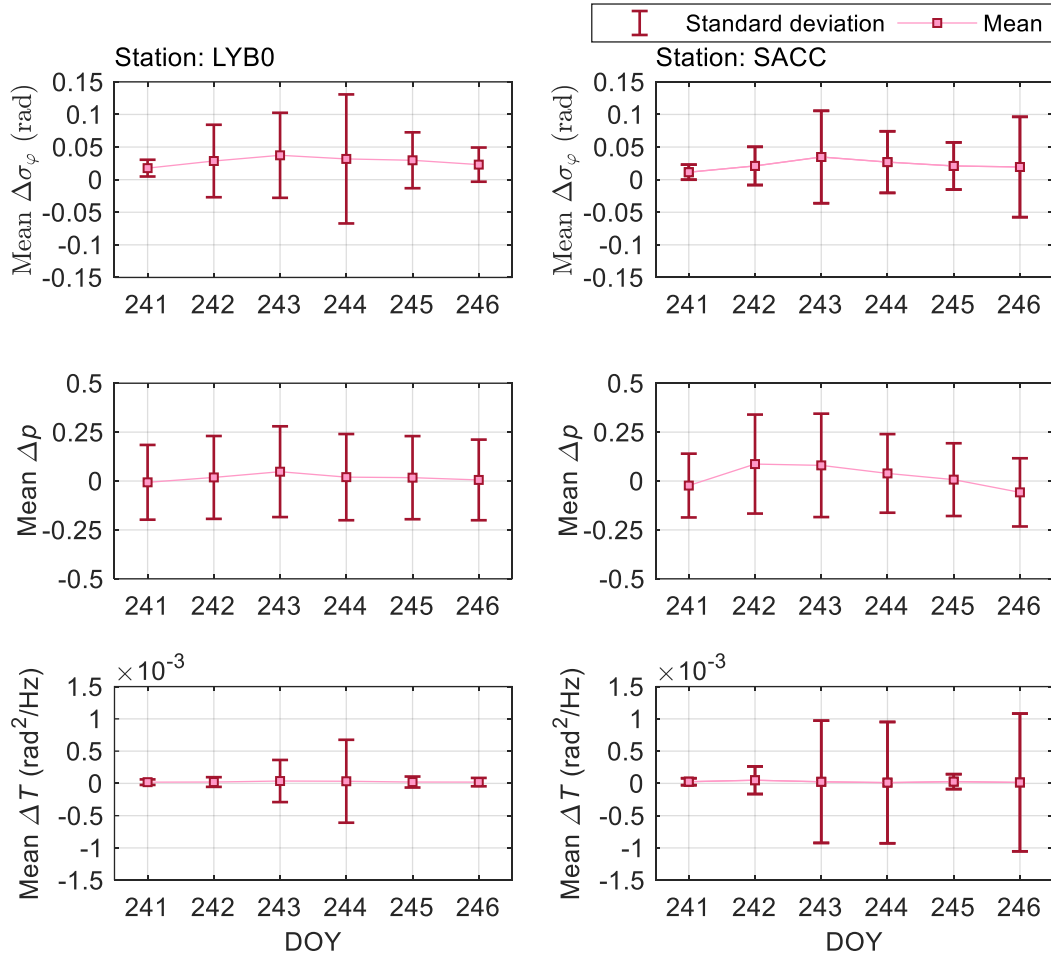 Standard deviation Mean
Station: LYB0
0.15
0.1
0.05
0
-0.05
-0.1
-0.15
Mean Δσφ (rad)
241 242 243 244 245 246
Station: SACC
0.15
0.1
0.05
0
-0.05
-0.1
-0.15
Mean Δσφ (rad)
241 242 243 244 245 246
0.5
0.25
0
-0.25
-0.5
Mean Δp
241 242 243 244 245 246
0.5
0.25
0
-0.25
-0.5
Mean Δp
241 242 243 244 245 246
×10⁻³
1.5
1
0.5
0
-0.5
-1
-1.5
Mean ΔT (rad²/Hz)
241 242 243 244 245 246
DOY
×10⁻³
1.5
1
0.5
0
-0.5
-1
-1.5
Mean ΔT (rad²/Hz)
241 242 243 244 245 246
DOY